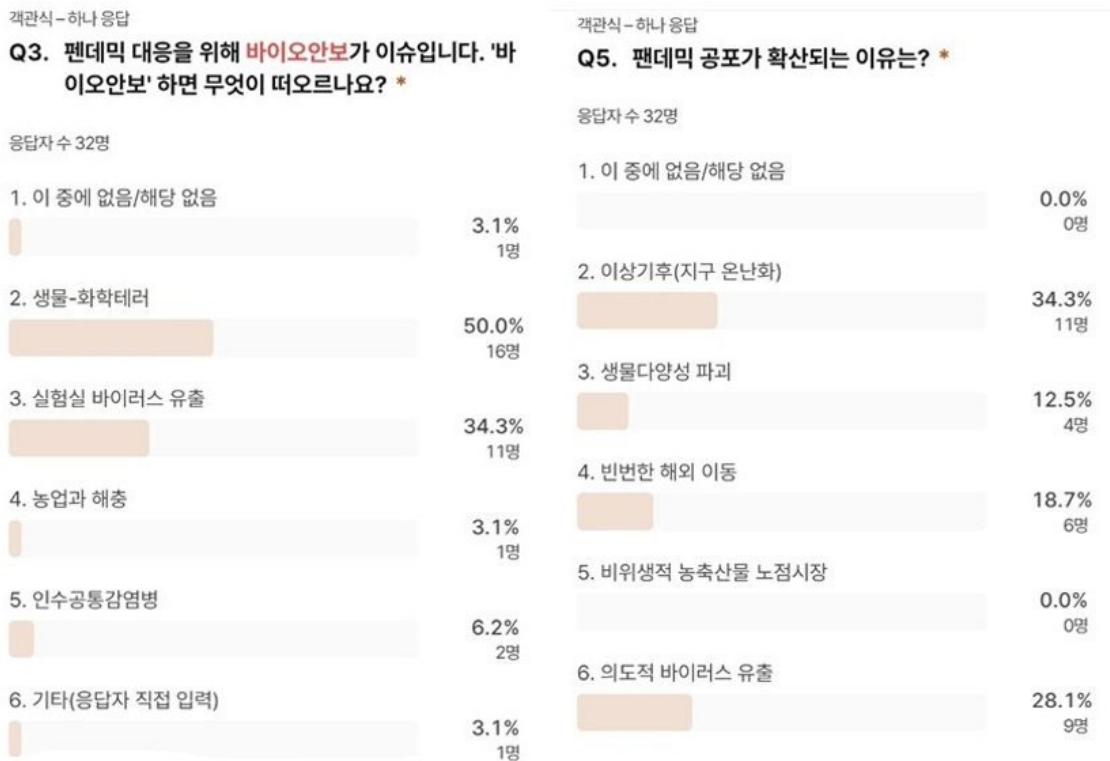 객관식 – 하나 응답
Q3. 펜데믹 대응을 위해 바이오안보가 이슈입니다. '바
이오안보' 하면 무엇이 떠오르나요? *
응답자 수 32명
1. 이 중에 없음/해당 없음
3.1%
1명
2. 생물-화학테러
50.0%
16명
3. 실험실 바이러스 유출
34.3%
11명
4. 농업과 해충
3.1%
1명
5. 인수공통감염병
6.2%
2명
6. 기타(응답자 직접 입력)
3.1%
1명
객관식 – 하나 응답
Q5. 팬데믹 공포가 확산되는 이유는? *
응답자 수 32명
1. 이 중에 없음/해당 없음
0.0%
0명
2. 이상기후(지구 온난화)
34.3%
11명
3. 생물다양성 파괴
12.5%
4명
4. 빈번한 해외 이동
18.7%
6명
5. 비위생적 농축산물 노점시장
0.0%
0명
6. 의도적 바이러스 유출
28.1%
9명